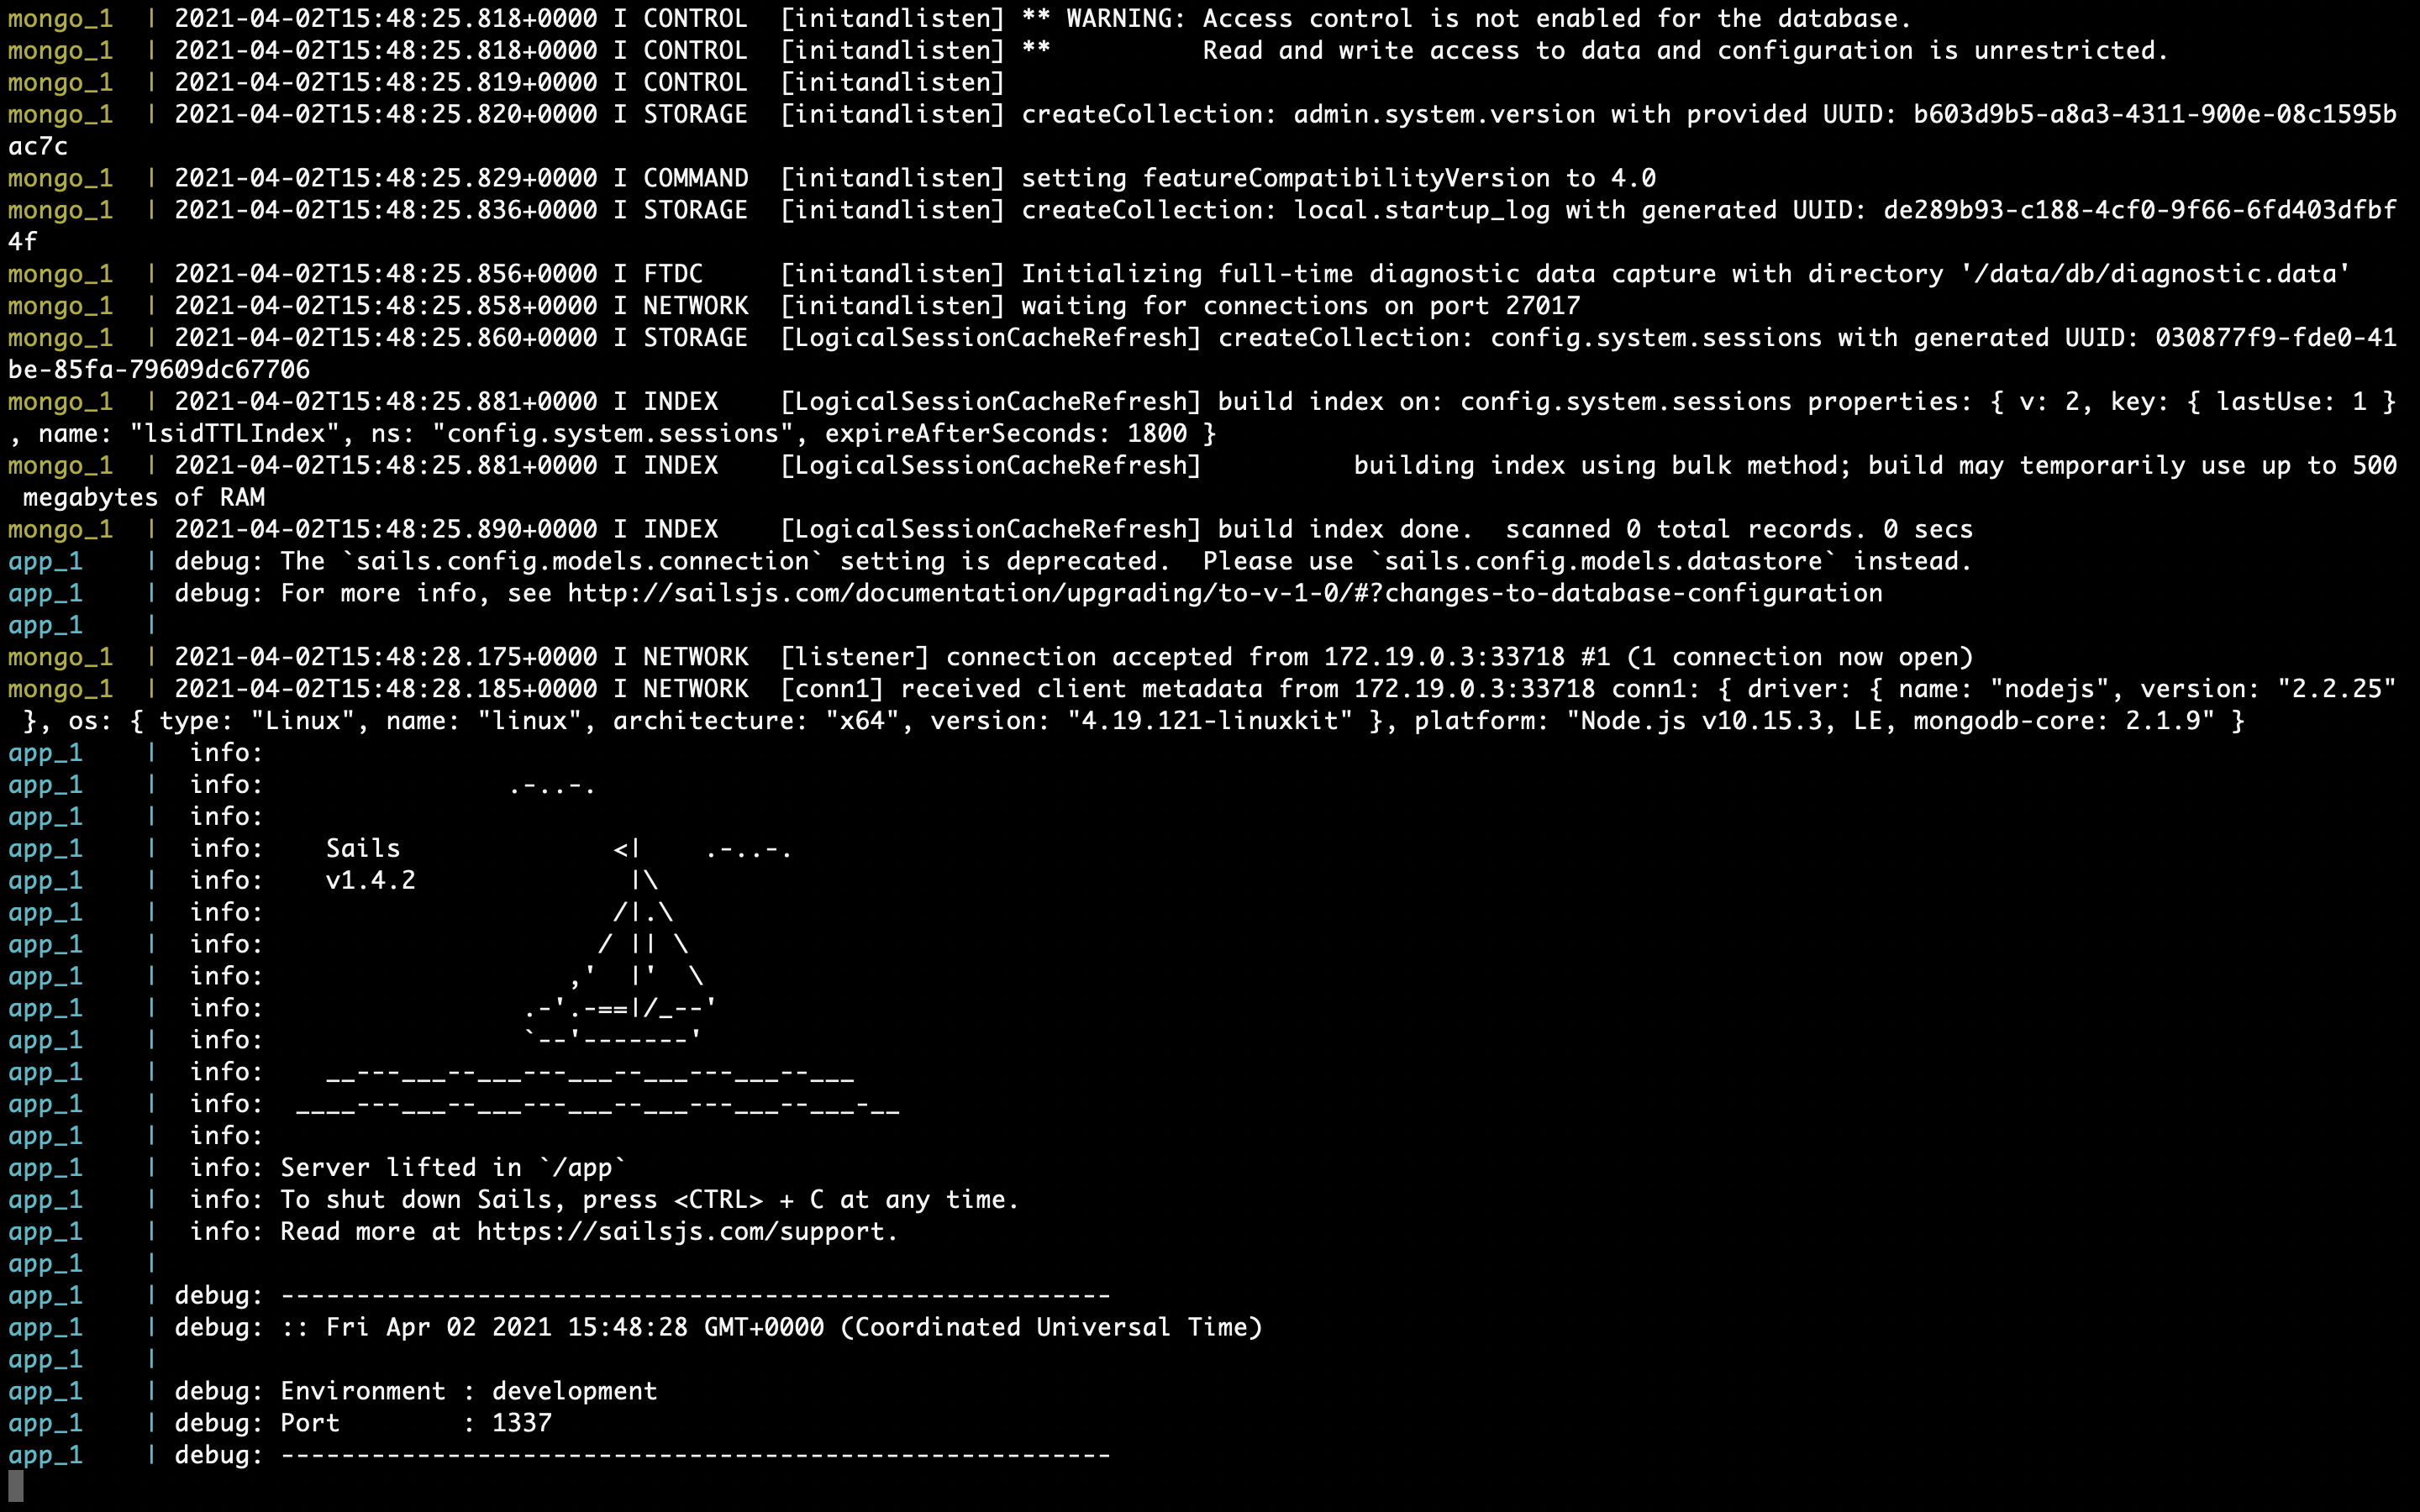 mongo_1  | 2021-04-02T15:48:25.818+0000 I CONTROL  [initandlisten] ** WARNING: Access control is not enabled for the database.
mongo_1  | 2021-04-02T15:48:25.818+0000 I CONTROL  [initandlisten] **          Read and write access to data and configuration is unrestricted.
mongo_1  | 2021-04-02T15:48:25.819+0000 I CONTROL  [initandlisten]
mongo_1  | 2021-04-02T15:48:25.820+0000 I STORAGE  [initandlisten] createCollection: admin.system.version with provided UUID: b603d9b5-a8a3-4311-900e-08c1595b
ac7c
mongo_1  | 2021-04-02T15:48:25.829+0000 I COMMAND  [initandlisten] setting featureCompatibilityVersion to 4.0
mongo_1  | 2021-04-02T15:48:25.836+0000 I STORAGE  [initandlisten] createCollection: local.startup_log with generated UUID: de289b93-c188-4cf0-9f66-6fd403dfbf
4f
mongo_1  | 2021-04-02T15:48:25.856+0000 I FTDC     [initandlisten] Initializing full-time diagnostic data capture with directory '/data/db/diagnostic.data'
mongo_1  | 2021-04-02T15:48:25.858+0000 I NETWORK  [initandlisten] waiting for connections on port 27017
mongo_1  | 2021-04-02T15:48:25.860+0000 I STORAGE  [LogicalSessionCacheRefresh] createCollection: config.system.sessions with generated UUID: 030877f9-fde0-41
be-85fa-79609dc67706
mongo_1  | 2021-04-02T15:48:25.881+0000 I INDEX    [LogicalSessionCacheRefresh] build index on: config.system.sessions properties: { v: 2, key: { lastUse: 1 }
, name: "lsidTTLIndex", ns: "config.system.sessions", expireAfterSeconds: 1800 }
mongo_1  | 2021-04-02T15:48:25.881+0000 I INDEX    [LogicalSessionCacheRefresh]          building index using bulk method; build may temporarily use up to 500
 megabytes of RAM
mongo_1  | 2021-04-02T15:48:25.890+0000 I INDEX    [LogicalSessionCacheRefresh] build index done.  scanned 0 total records. 0 secs
app_1    | debug: The `sails.config.models.connection` setting is deprecated.  Please use `sails.config.models.datastore` instead.
app_1    | debug: For more info, see http://sailsjs.com/documentation/upgrading/to-v-1-0/#?changes-to-database-configuration
app_1    |
mongo_1  | 2021-04-02T15:48:28.175+0000 I NETWORK  [listener] connection accepted from 172.19.0.3:33718 #1 (1 connection now open)
mongo_1  | 2021-04-02T15:48:28.185+0000 I NETWORK  [conn1] received client metadata from 172.19.0.3:33718 conn1: { driver: { name: "nodejs", version: "2.2.25"
 }, os: { type: "Linux", name: "linux", architecture: "x64", version: "4.19.121-linuxkit" }, platform: "Node.js v10.15.3, LE, mongodb-core: 2.1.9" }
app_1    |  info:
app_1    |  info:                .-..-.
app_1    |  info:
app_1    |  info:    Sails              <|    .-..-.
app_1    |  info:    v1.4.2              |\
app_1    |  info:                       /|.\
app_1    |  info:                      / || \
app_1    |  info:                    ,'  |'  \
app_1    |  info:                 .-'.-==|/_--'
app_1    |  info:                 `--'-------'
app_1    |  info:    __---___--___---___--___---___--___
app_1    |  info:  ____---___--___---___--___---___--___-__
app_1    |  info:
app_1    |  info: Server lifted in `/app`
app_1    |  info: To shut down Sails, press <CTRL> + C at any time.
app_1    |  info: Read more at https://sailsjs.com/support.
app_1    |
app_1    | debug: -------------------------------------------------------
app_1    | debug: :: Fri Apr 02 2021 15:48:28 GMT+0000 (Coordinated Universal Time)
app_1    |
app_1    | debug: Environment : development
app_1    | debug: Port        : 1337
app_1    | debug: -------------------------------------------------------